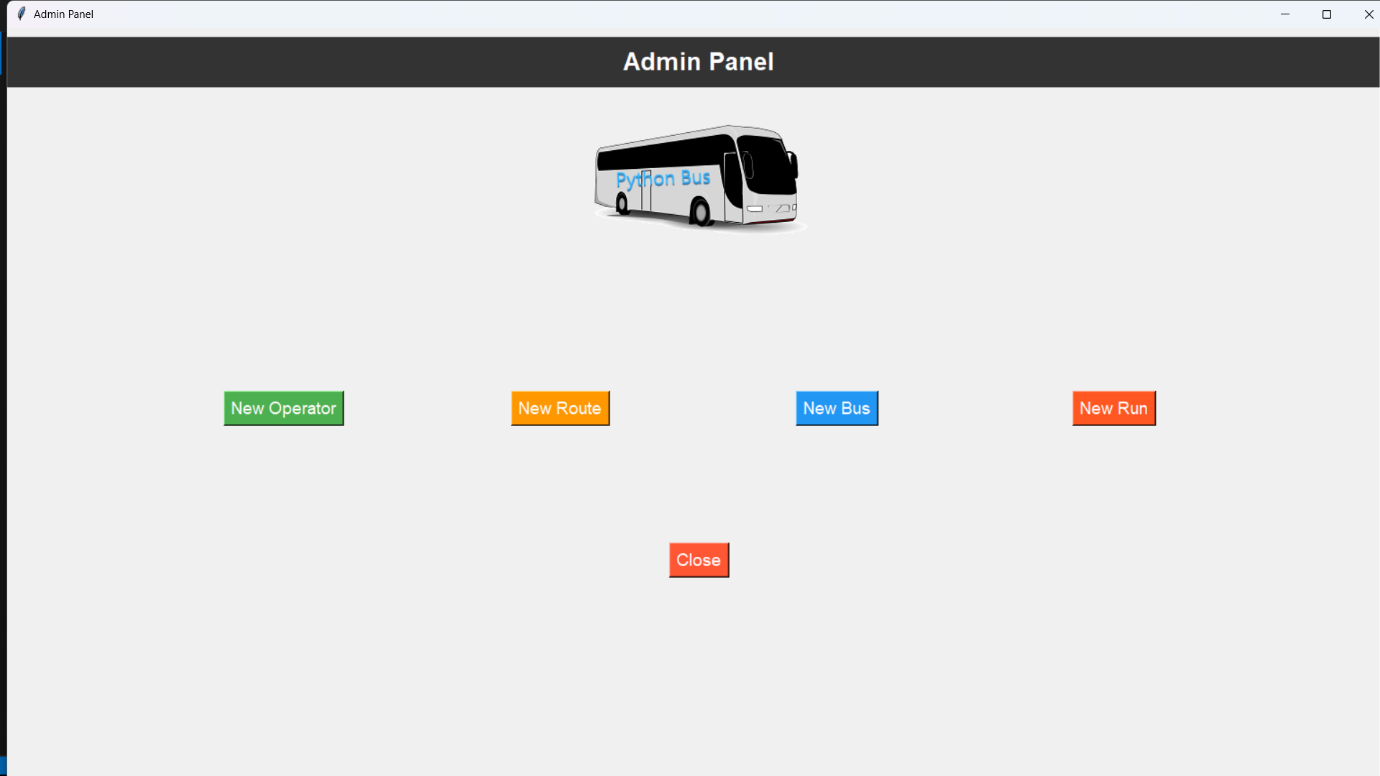 Admin Panel
Admin Panel
Python Bus
New Operator
New Route
New Bus
New Run
Close